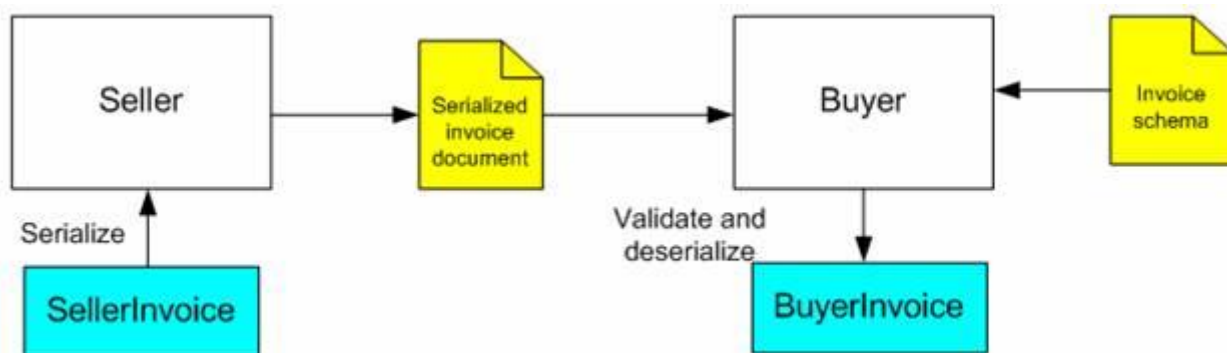 Seller
Serialized
invoice
document
Buyer
Invoice
schema
Serialize
Validate and
deserialize
SellerInvoice
BuyerInvoice